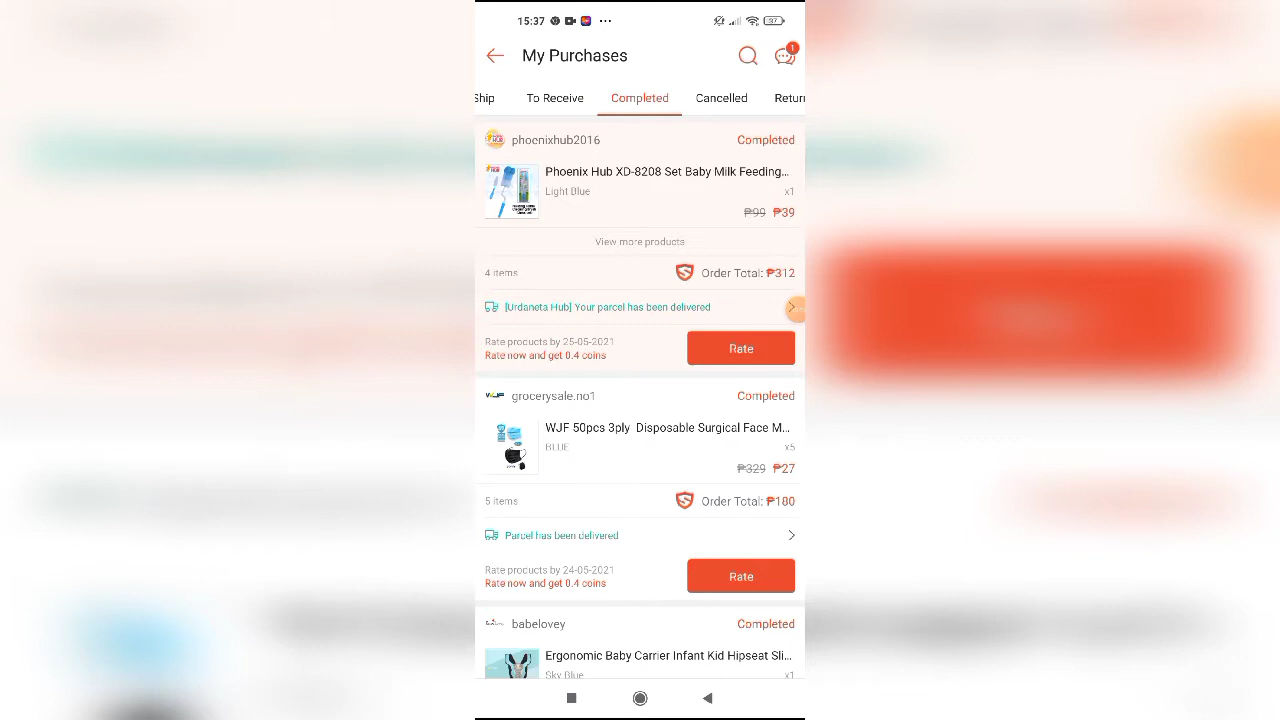 15:37
37
My Purchases
1
Ship
To Receive
Completed
Cancelled
Retur
phoenixhub2016
Completed
Phoenix Hub XD-8208 Set Baby Milk Feeding...
Light Blue
x1
₱99 ₱39
View more products
4 items
Order Total: ₱312
[Urdaneta Hub] Your parcel has been delivered
Rate products by 25-05-2021
Rate now and get 0.4 coins
Rate
grocerysale.no1
Completed
WJF 50pcs 3ply Disposable Surgical Face M...
BLUE
x5
₱329 ₱27
5 items
Order Total: ₱180
Parcel has been delivered
Rate products by 24-05-2021
Rate now and get 0.4 coins
Rate
babelovey
Completed
Ergonomic Baby Carrier Infant Kid Hipseat Sli...
Sky Blue
x1